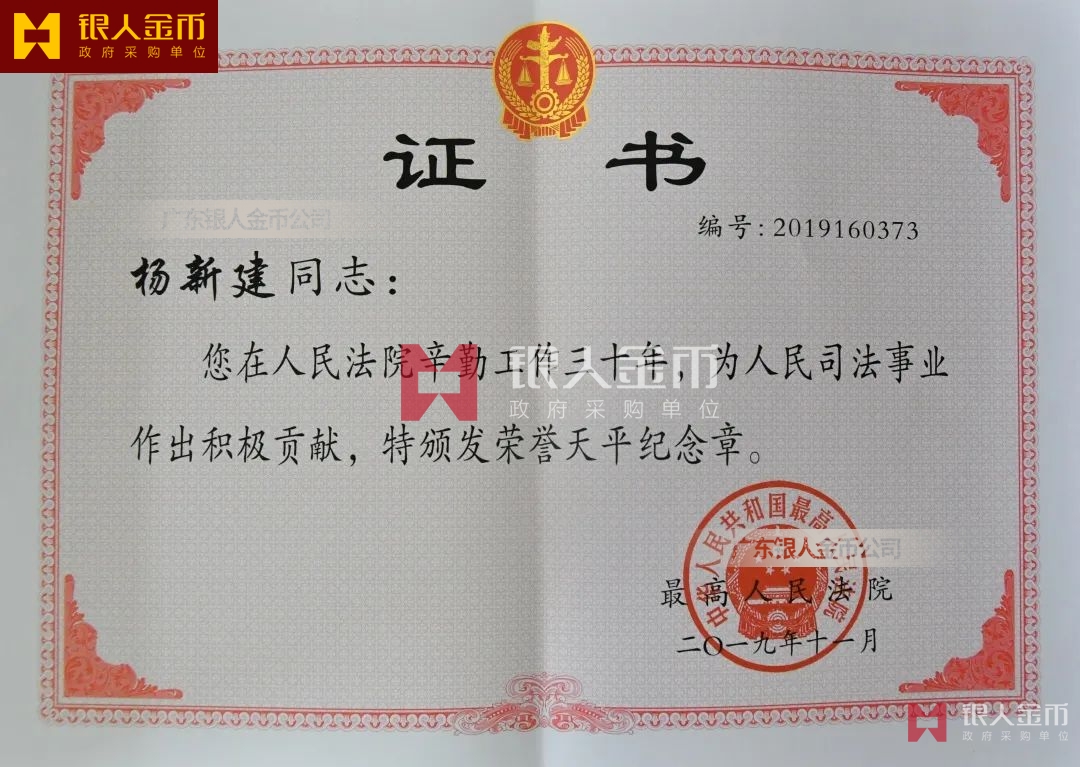 银人金币
政府采购单位
证 书
编号:2019160373
广东银人金币公司
杨新建同志:
您在人民法院辛勤工作三十年，为人民司法事业
银人金币
政府采购单位
作出积极贡献，特颁发荣誉天平纪念章。
中华人民共和国最高人民法院
广东银人金币公司
最高人民法院
二〇一九年十一月
银人金币
政府采购单位